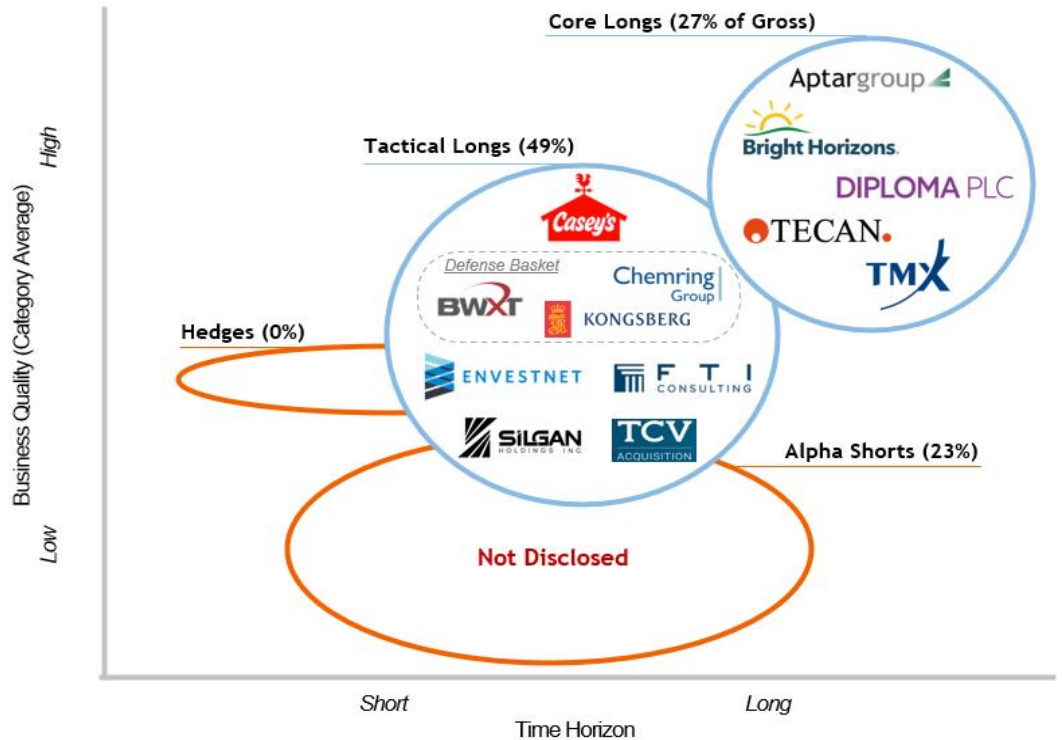 Core Longs (27% of Gross)
Aptargroup
Bright Horizons.
DIPLOMA PLC
TECAN.
TMX
Tactical Longs (49%)
Casey's
Defense Basket
BWXT
Chemring
Group
KONGSBERG
ENVESTNET
F T I
CONSULTING
SILGAN
HOLDINGS INC
TCV
ACQUISITION
Hedges (0%)
Alpha Shorts (23%)
Not Disclosed
Business Quality (Category Average)
High
Low
Short
Long
Time Horizon